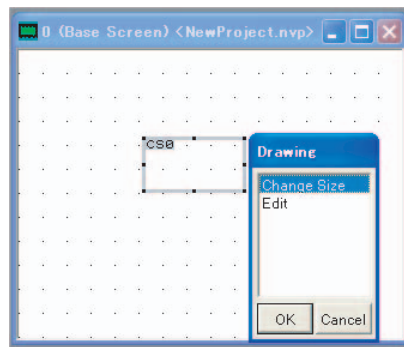 0 (Base Screen) <NewProject.nvp>
CS0
Drawing
Change Size
Edit
OK Cancel